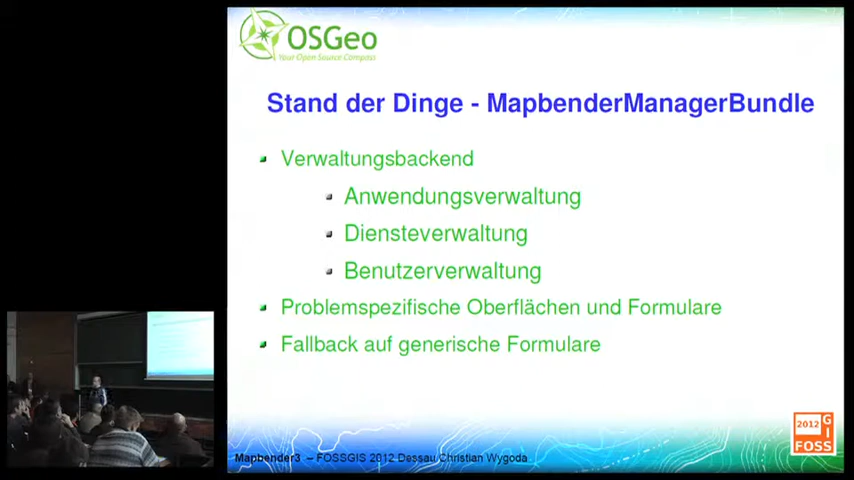 OSGeo
Your Open Source Compass
Stand der Dinge - MapbenderManagerBundle
Verwaltungsbackend
Anwendungsverwaltung
Diensteverwaltung
Benutzerverwaltung
Problemspezifische Oberflächen und Formulare
Fallback auf generische Formulare
Mapbender3 – FOSSGIS 2012 Dessau Christian Wygoda
2012 GIS
FOSS